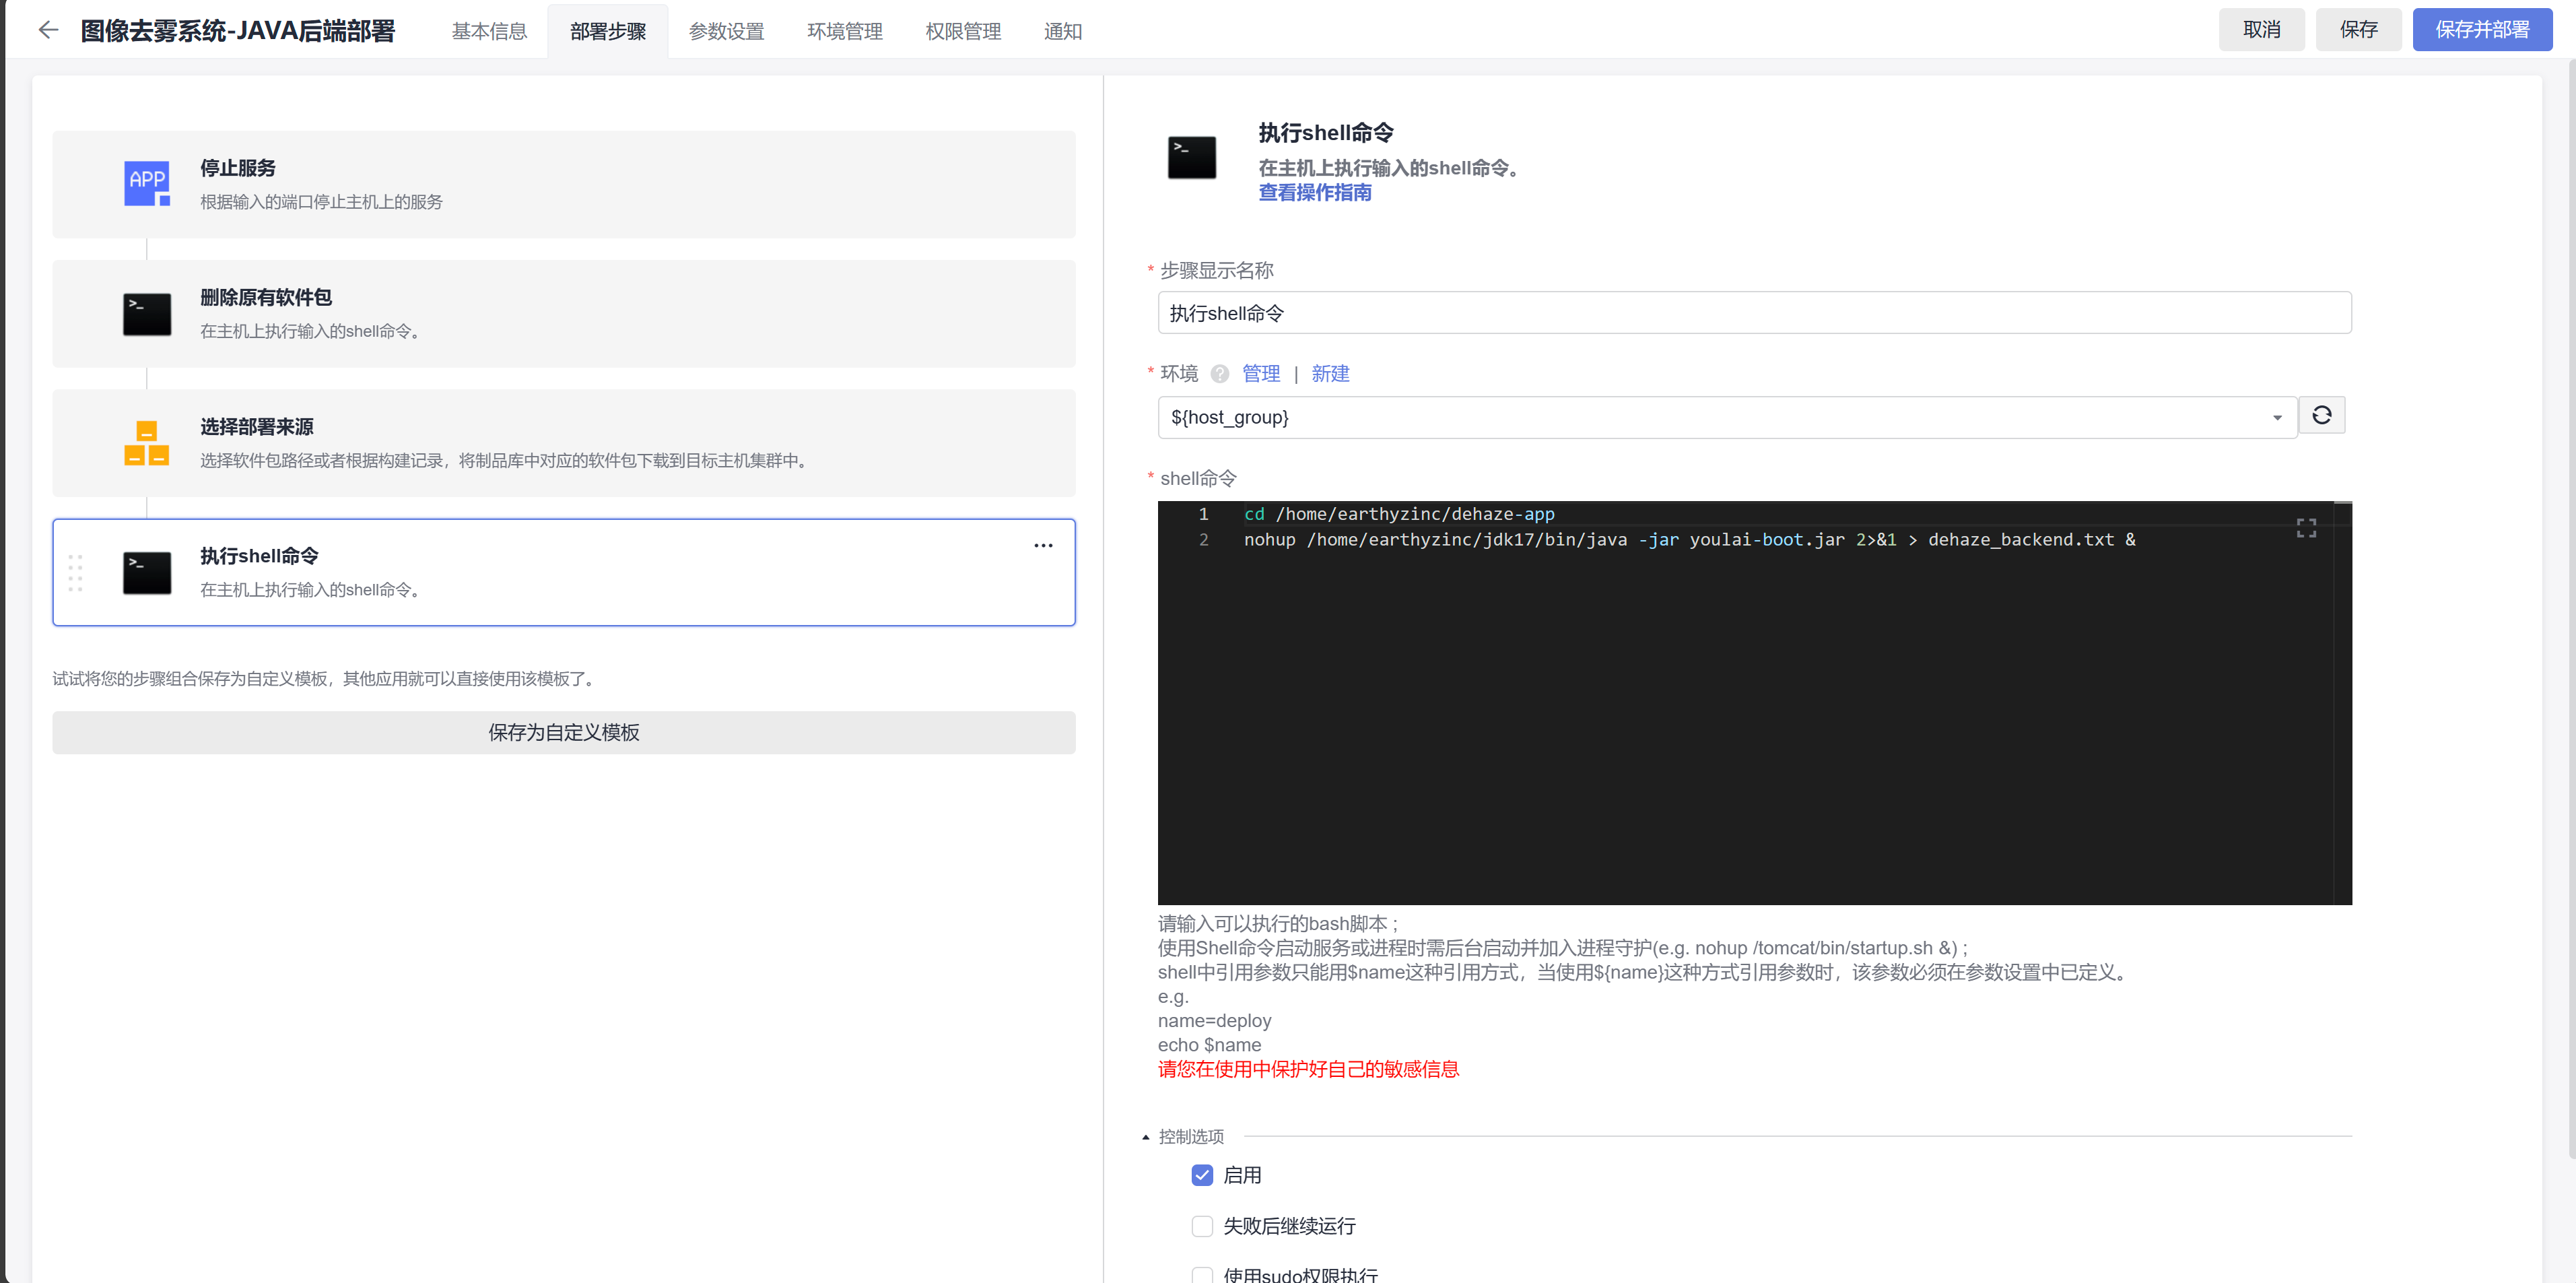 图像去雾系统-JAVA后端部署
基本信息
部署步骤
参数设置
环境管理
权限管理
通知
取消
保存
保存并部署
停止服务
根据输入的端口停止主机上的服务
删除原有软件包
在主机上执行输入的shell命令。
选择部署来源
选择软件包路径或者根据构建记录，将制品库中对应的软件包下载到目标主机集群中。
执行shell命令
在主机上执行输入的shell命令。
试试将您的步骤组合保存为自定义模板，其他应用就可以直接使用该模板了。
保存为自定义模板
执行shell命令
在主机上执行输入的shell命令。
查看操作指南
* 步骤显示名称
执行shell命令
* 环境 ? 管理 | 新建
${host_group}
* shell命令
1 cd /home/earthyzinc/dehaze-app
2 nohup /home/earthyzinc/jdk17/bin/java -jar youlai-boot.jar 2>&1 > dehaze_backend.txt &
请输入可以执行的bash脚本 ;
使用Shell命令启动服务或进程时需后台启动并加入进程守护(e.g. nohup /tomcat/bin/startup.sh &) ;
shell中引用参数只能用$name这种引用方式，当使用${name}这种方式引用参数时，该参数必须在参数设置中已定义。
e.g.
name=deploy
echo $name
请您在使用中保护好自己的敏感信息
控制选项
启用
失败后继续运行
使用sudo权限执行